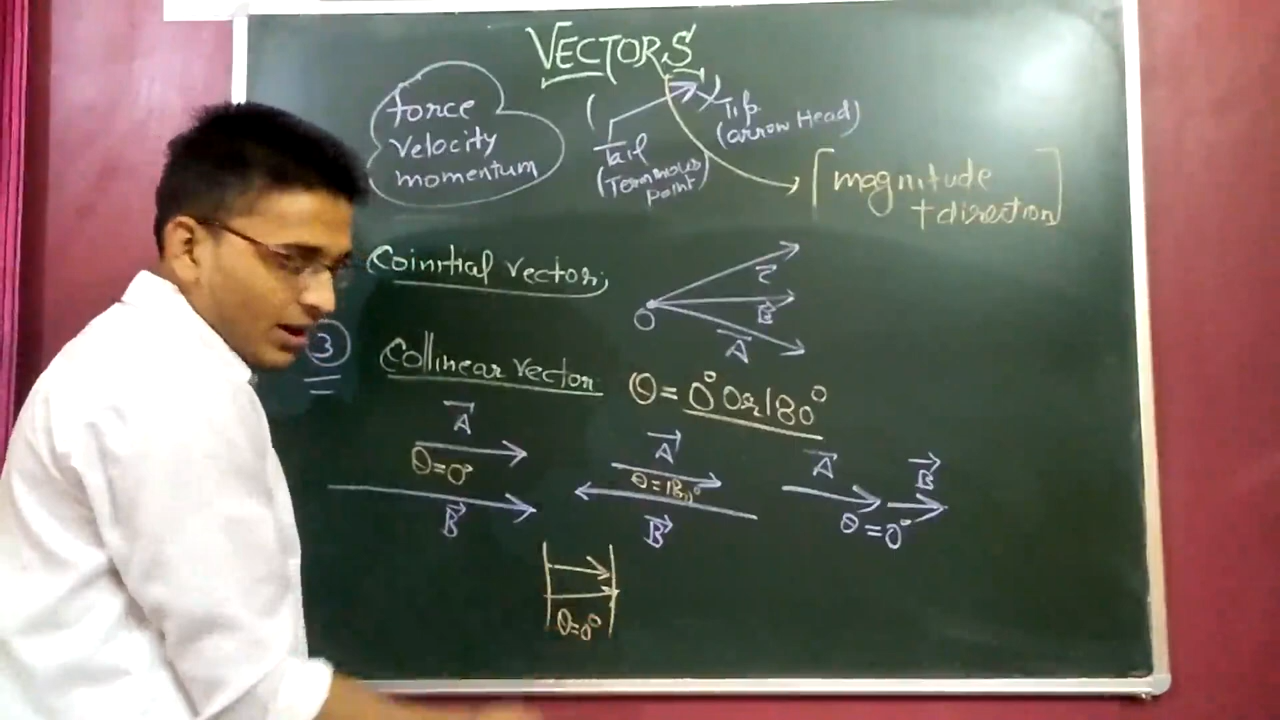 VECTORS
force
velocity
momentum
Tail
(Terminous
point)
Tip
(arrow Head)
[magnitude
+direction]
Coinitial vector,
C
B
A
O
3
Collinear vector
θ = 0° Or 180°
A
θ=0°
B
A
θ=180°
B
A
B
θ=0°
θ=0°